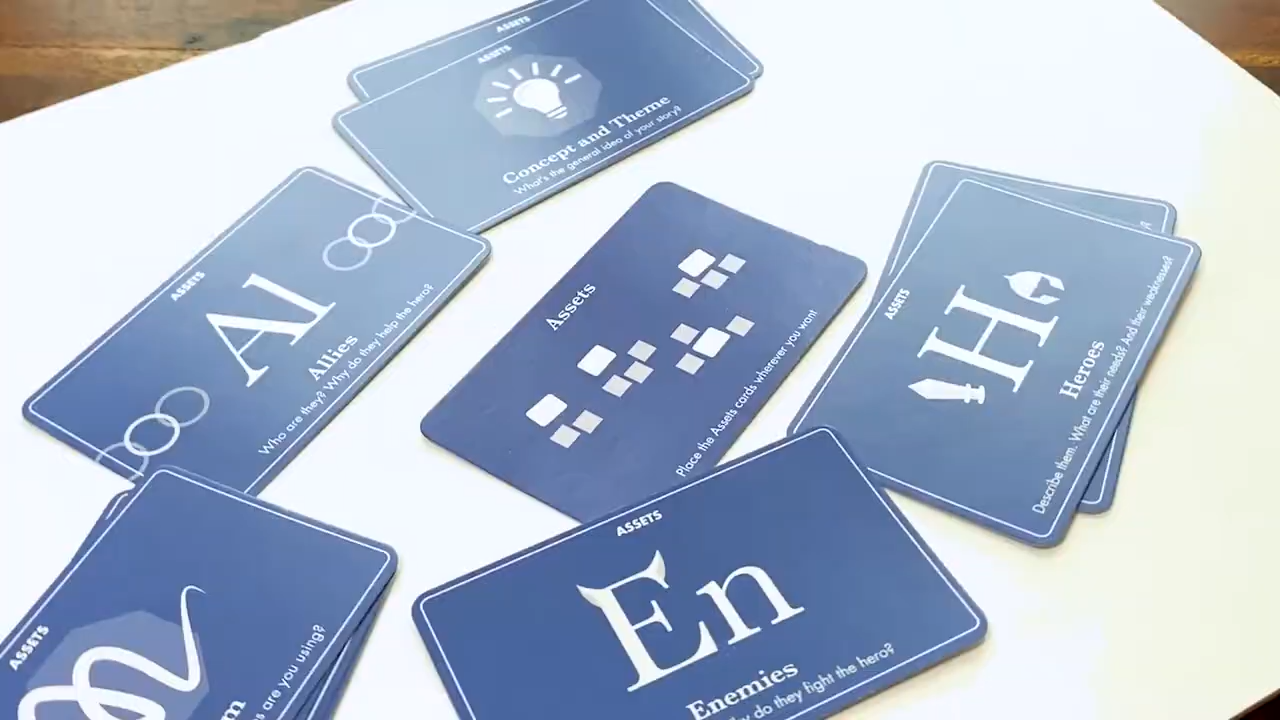 ASSETS
ASSETS
Concept and Theme
What's the general idea of your story?
ASSETS
Al
Allies
Who are they? Why do they help the hero?
Assets
Place the Assets cards wherever you want
ASSETS
H
Heroes
Describe them. What are their needs? And their weaknesses?
ASSETS
En
Enemies
do they fight the hero?
ASSETS
are you using?